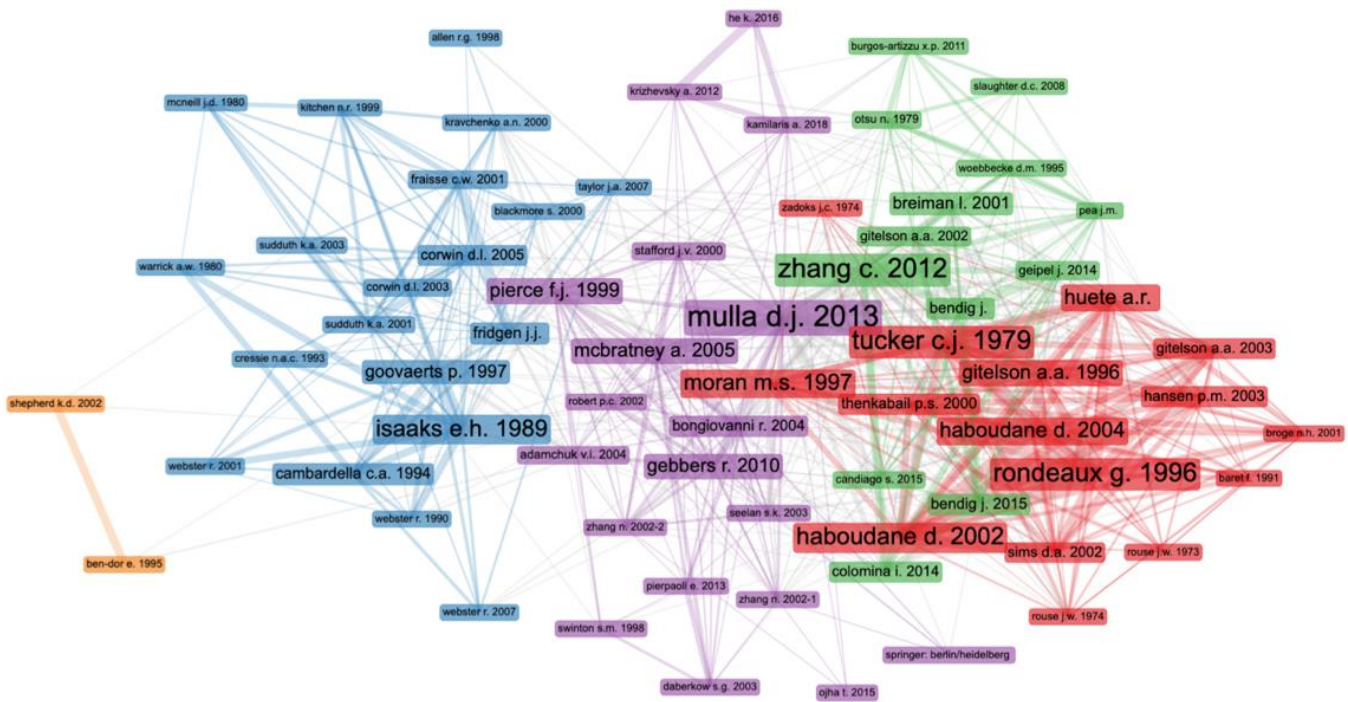 he k. 2016
allen r.g. 1998
burgos-artizzu x.p. 2011
slaughter d.c. 2008
krizhevsky a. 2012
mcneill j.d. 1980
kitchen n.r. 1999
kravchenko a.n. 2000
kamilaris a. 2018
otsu n. 1979
woebbecke d.m. 1995
fraisse c.w. 2001
taylor j.a. 2007
blackmore s. 2000
zadoks j.c. 1974
breiman l. 2001
pea j.m.
sudduth k.a. 2003
stafford j.v. 2000
gitelson a.a. 2002
warrick a.w. 1980
corwin d.l. 2005
zhang c. 2012
geipel j. 2014
corwin d.l. 2003
pierce f.j. 1999
huete a.r.
bendig j.
sudduth k.a. 2001
fridgen j.j.
mulla d.j. 2013
tucker c.j. 1979
cressie n.a.c. 1993
mcbratney a. 2005
gitelson a.a. 2003
goovaerts p. 1997
moran m.s. 1997
gitelson a.a. 1996
shepherd k.d. 2002
robert p.c. 2002
thenkabail p.s. 2000
hansen p.m. 2003
isaaks e.h. 1989
bongiovanni r. 2004
haboudane d. 2004
broge n.h. 2001
adamchuk v.i. 2004
webster r. 2001
cambardella c.a. 1994
gebbers r. 2010
rondeaux g. 1996
candiago s. 2015
baret f. 1991
bendig j. 2015
webster r. 1990
zhang n. 2002-2
seelan s.k. 2003
haboudane d. 2002
sims d.a. 2002
rouse j.w. 1973
ben-dor e. 1995
colomina i. 2014
pierpaoli e. 2013
zhang n. 2002-1
webster r. 2007
rouse j.w. 1974
swinton s.m. 1998
springer: berlin/heidelberg
daberkow s.g. 2003
ojha t. 2015